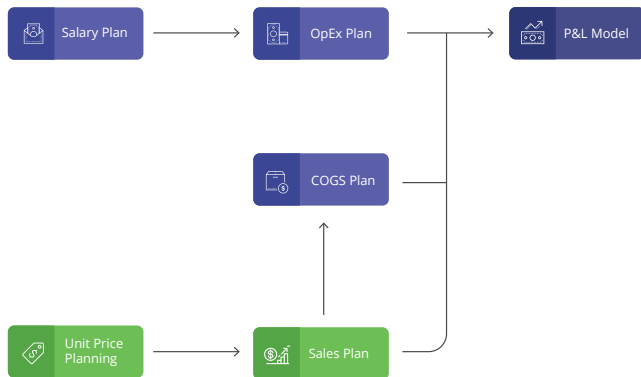 Salary Plan
OpEx Plan
P&L Model
COGS Plan
Unit Price
Planning
Sales Plan